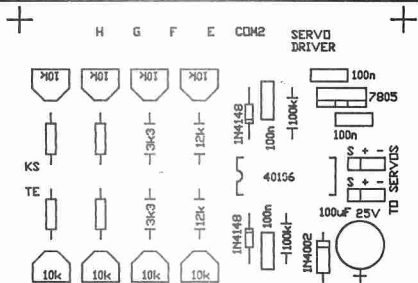 H G F E COM2 SERVO
DRIVER
10k 10k 10k 10k 100n
7805
1N4148 100n 100k 100n
3k3 12k
KS S + -
40106
TE S + - TO SERVOS
3k3 12k 100uF 25V
1N4148 100n 100k 1N4002
10k 10k 10k 10k